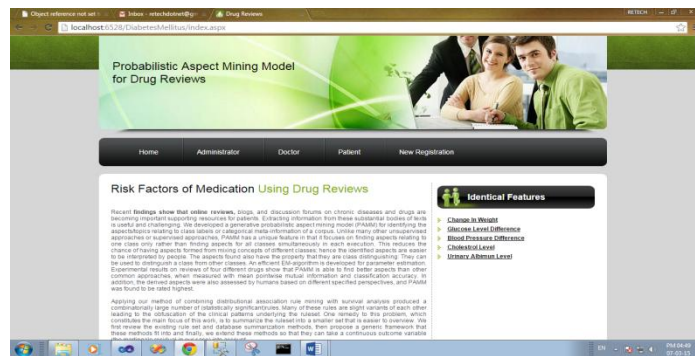 Object reference not set
Inbox - retechdotnet@gm
Drug Reviews
RETECH
localhost:6528/DiabetesMellitus/index.aspx
Probabilistic Aspect Mining Model
for Drug Reviews
Home
Administrator
Doctor
Patient
New Registration
Risk Factors of Medication Using Drug Reviews
Recent findings show that online reviews, blogs, and discussion forums on chronic diseases and drugs are
becoming important supporting resources for patients. Extracting information from these substantial bodies of texts
is useful and challenging. We developed a generative probabilistic aspect mining model (PAMM) for identifying the
aspects/topics relating to class labels or categorical meta-information of a corpus. Unlike many other unsupervised
approaches or supervised approaches, PAMM has a unique feature in that it focuses on finding aspects relating to
one class only rather than finding aspects for all classes simultaneously in each execution. This reduces the
chance of having aspects formed from mixing concepts of different classes; hence the identified aspects are easier
to be interpreted by people. The aspects found also have the property that they are class distinguishing: They can
be used to distinguish a class from other classes. An efficient EM-algorithm is developed for parameter estimation.
Experimental results on reviews of four different drugs show that PAMM is able to find better aspects than other
common approaches, when measured with mean pointwise mutual information and classification accuracy. In
addition, the derived aspects were also assessed by humans based on different specified perspectives, and PAMM
was found to be rated highest.
Applying our method of combining distributional association rule mining with survival analysis produced a
combinatorially large number of (statistically significant)rules. Many of these rules are slight variants of each other
leading to the obfuscation of the clinical patterns underlying the ruleset. One remedy to this problem, which
constitutes the main focus of this work, is to summarize the ruleset into a smaller set that is easier to overview. We
first review the existing rule set and database summarization methods, then propose a generic framework that
these methods fit into and finally, we extend these methods so that they can take a continuous outcome variable
Identical Features
Change in Weight
Glucose Level Difference
Blood Pressure Difference
Cholestrol Level
Urinary Albimun Level
EN
PM 04:49